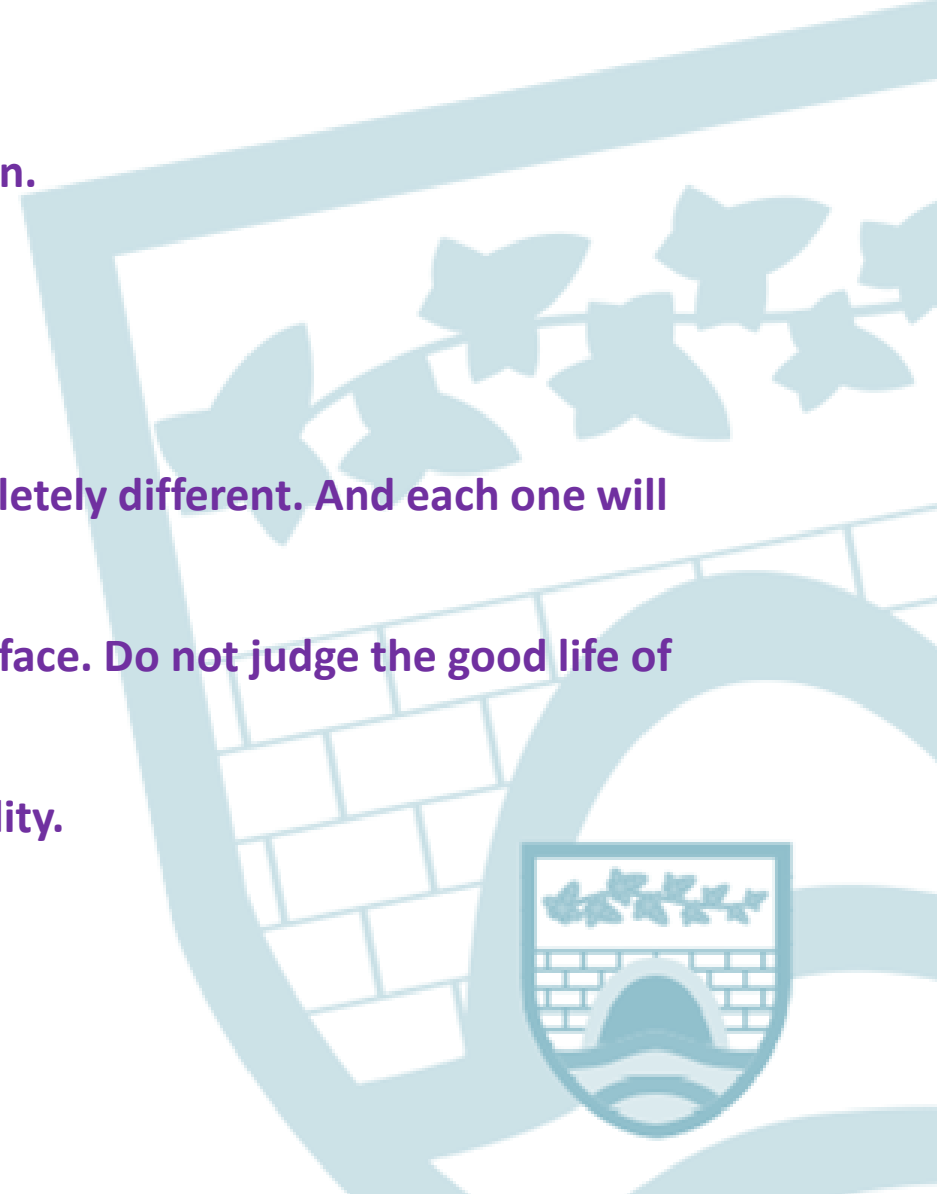 n.
letely different. And each one will
face. Do not judge the good life of
lity.